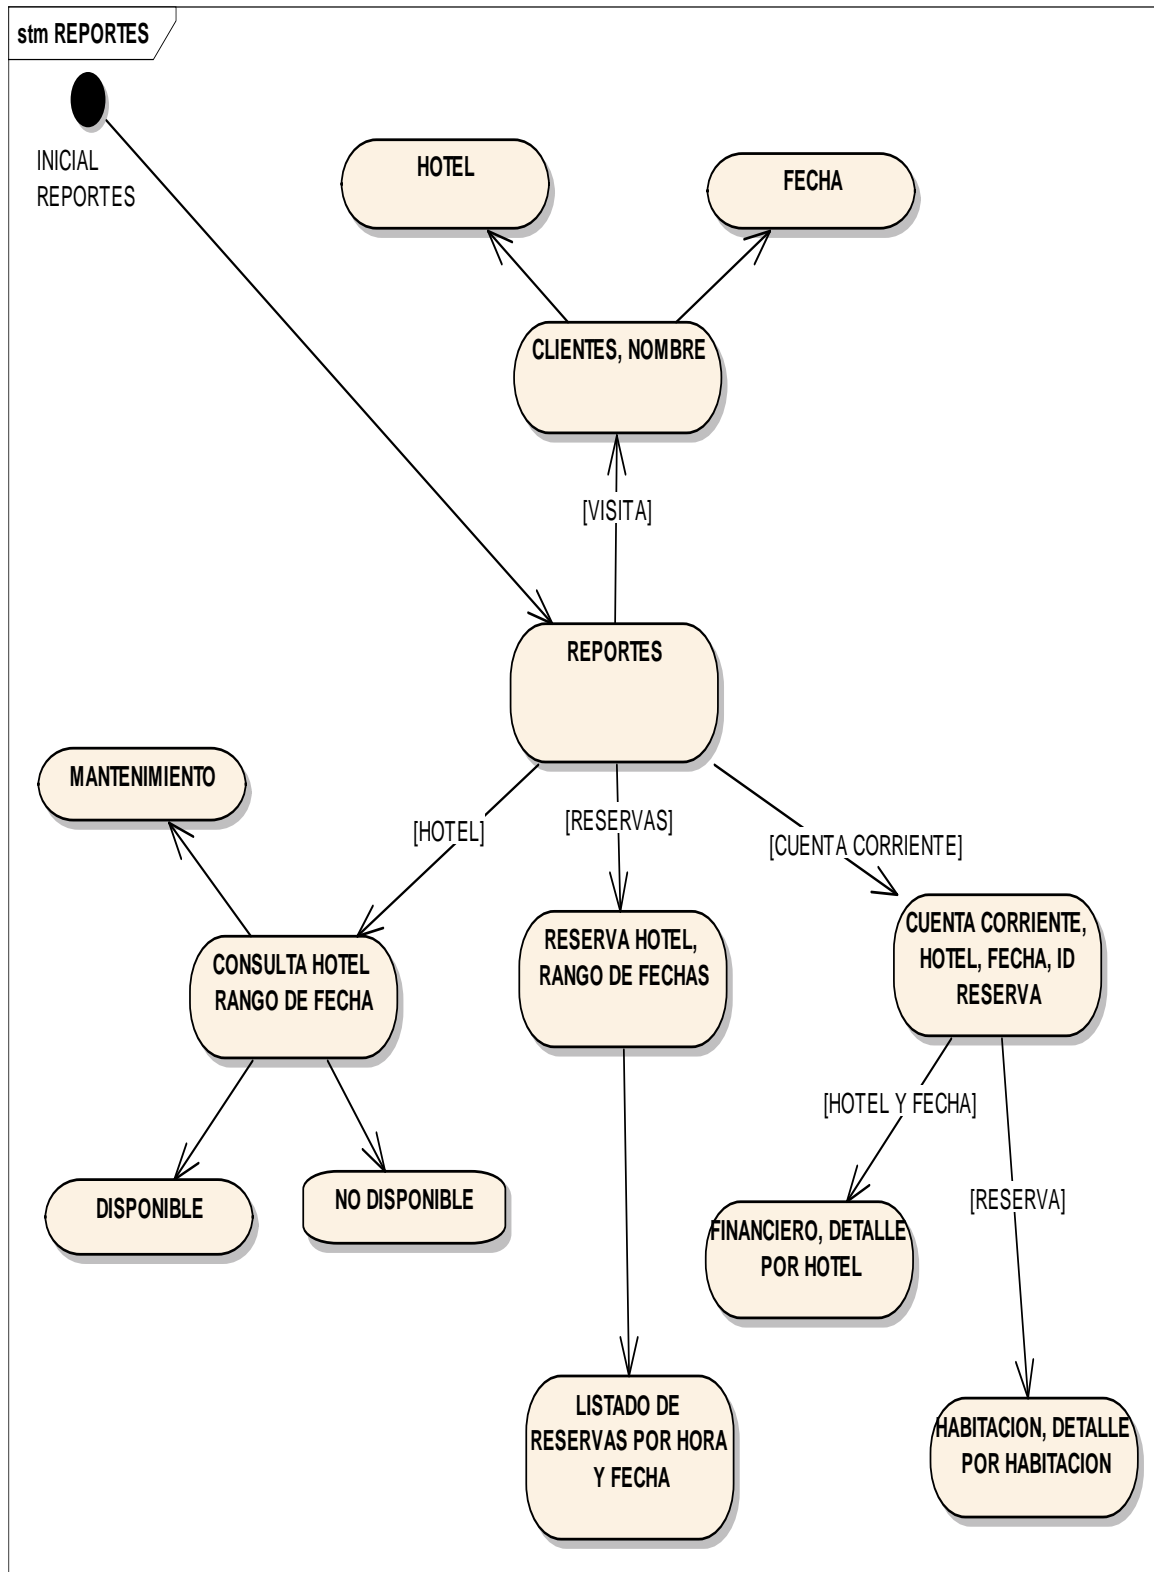 stm REPORTES
INICIAL
REPORTES
HOTEL
FECHA
CLIENTES, NOMBRE
[VISITA]
REPORTES
MANTENIMIENTO
[HOTEL]
[RESERVAS]
[CUENTA CORRIENTE]
CONSULTA HOTEL
RANGO DE FECHA
RESERVA HOTEL,
RANGO DE FECHAS
CUENTA CORRIENTE,
HOTEL, FECHA, ID
RESERVA
[HOTEL Y FECHA]
[RESERVA]
DISPONIBLE
NO DISPONIBLE
FINANCIERO, DETALLE
POR HOTEL
LISTADO DE
RESERVAS POR HORA
Y FECHA
HABITACION, DETALLE
POR HABITACION